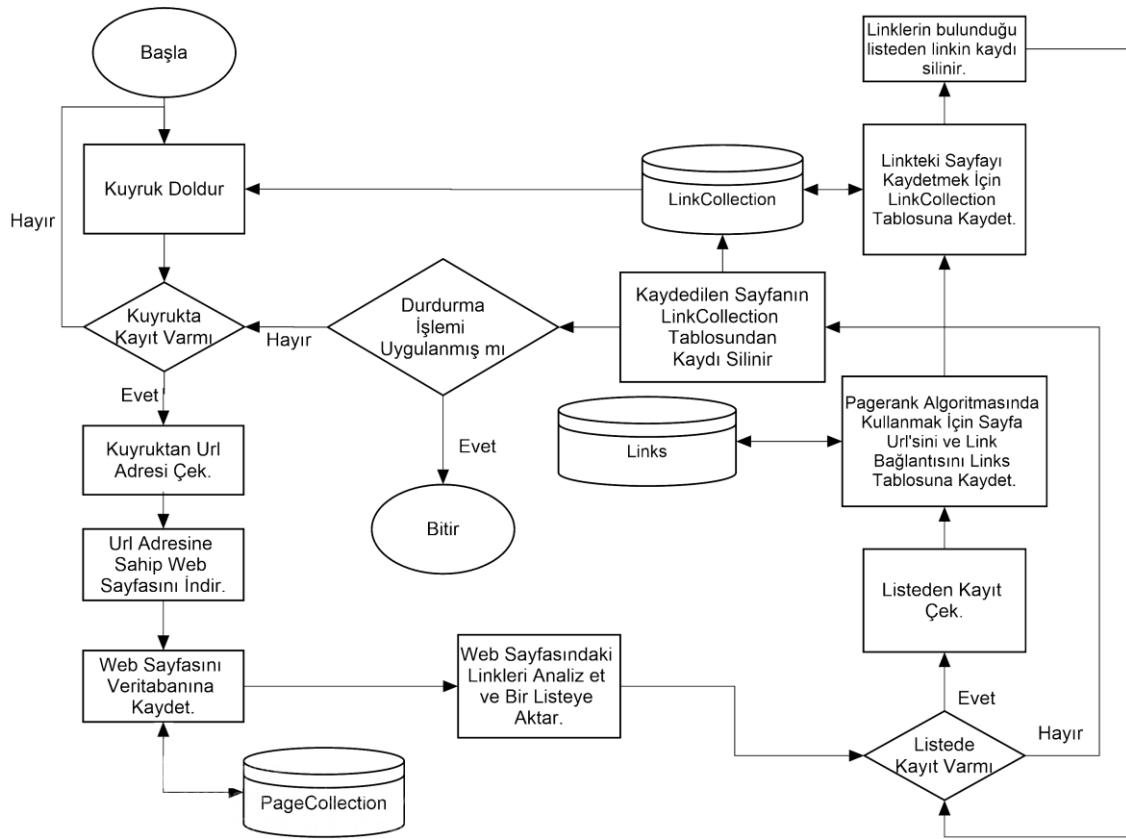 Başla
Linklerin bulunduğu
listeden linkin kaydı
silinir.
Hayır
Kuyruk Doldur
LinkCollection
Linkteki Sayfayı
Kaydetmek İçin
LinkCollection
Tablosuna Kaydet.
Kuyrukta
Kayıt Varmı
Hayır
Durdurma
İşlemi
Uygulanmış mı
Kaydedilen Sayfanın
LinkCollection
Tablosundan
Kaydı Silinir
Evet
Kuyruktan Url
Adresi Çek.
Evet
Links
Pagerank Algoritmasında
Kullanmak İçin Sayfa
Url'sini ve Link
Bağlantısını Links
Tablosuna Kaydet.
Bitir
Url Adresine
Sahip Web
Sayfasını İndir.
Listeden Kayıt
Çek.
Web Sayfasını
Veritabanına
Kaydet.
Web Sayfasındaki
Linkleri Analiz et
ve Bir Listeye
Aktar.
Evet
Hayır
Listede
Kayıt Varmı
PageCollection